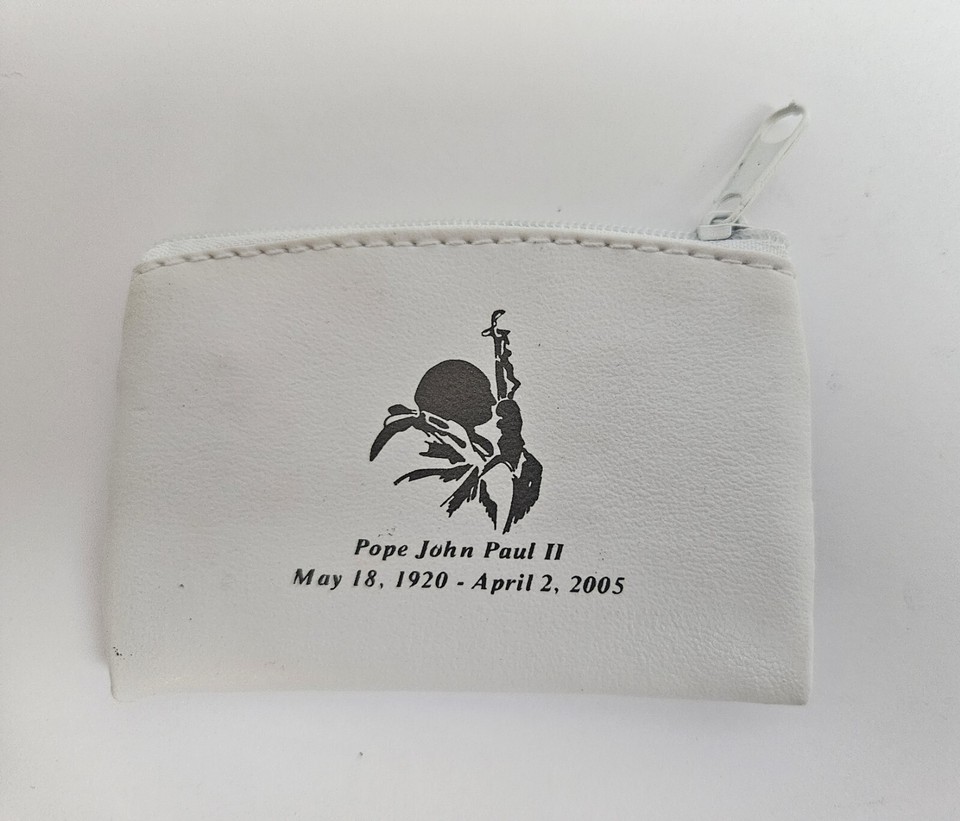 Pope John Paul II
May 18, 1920 - April 2, 2005